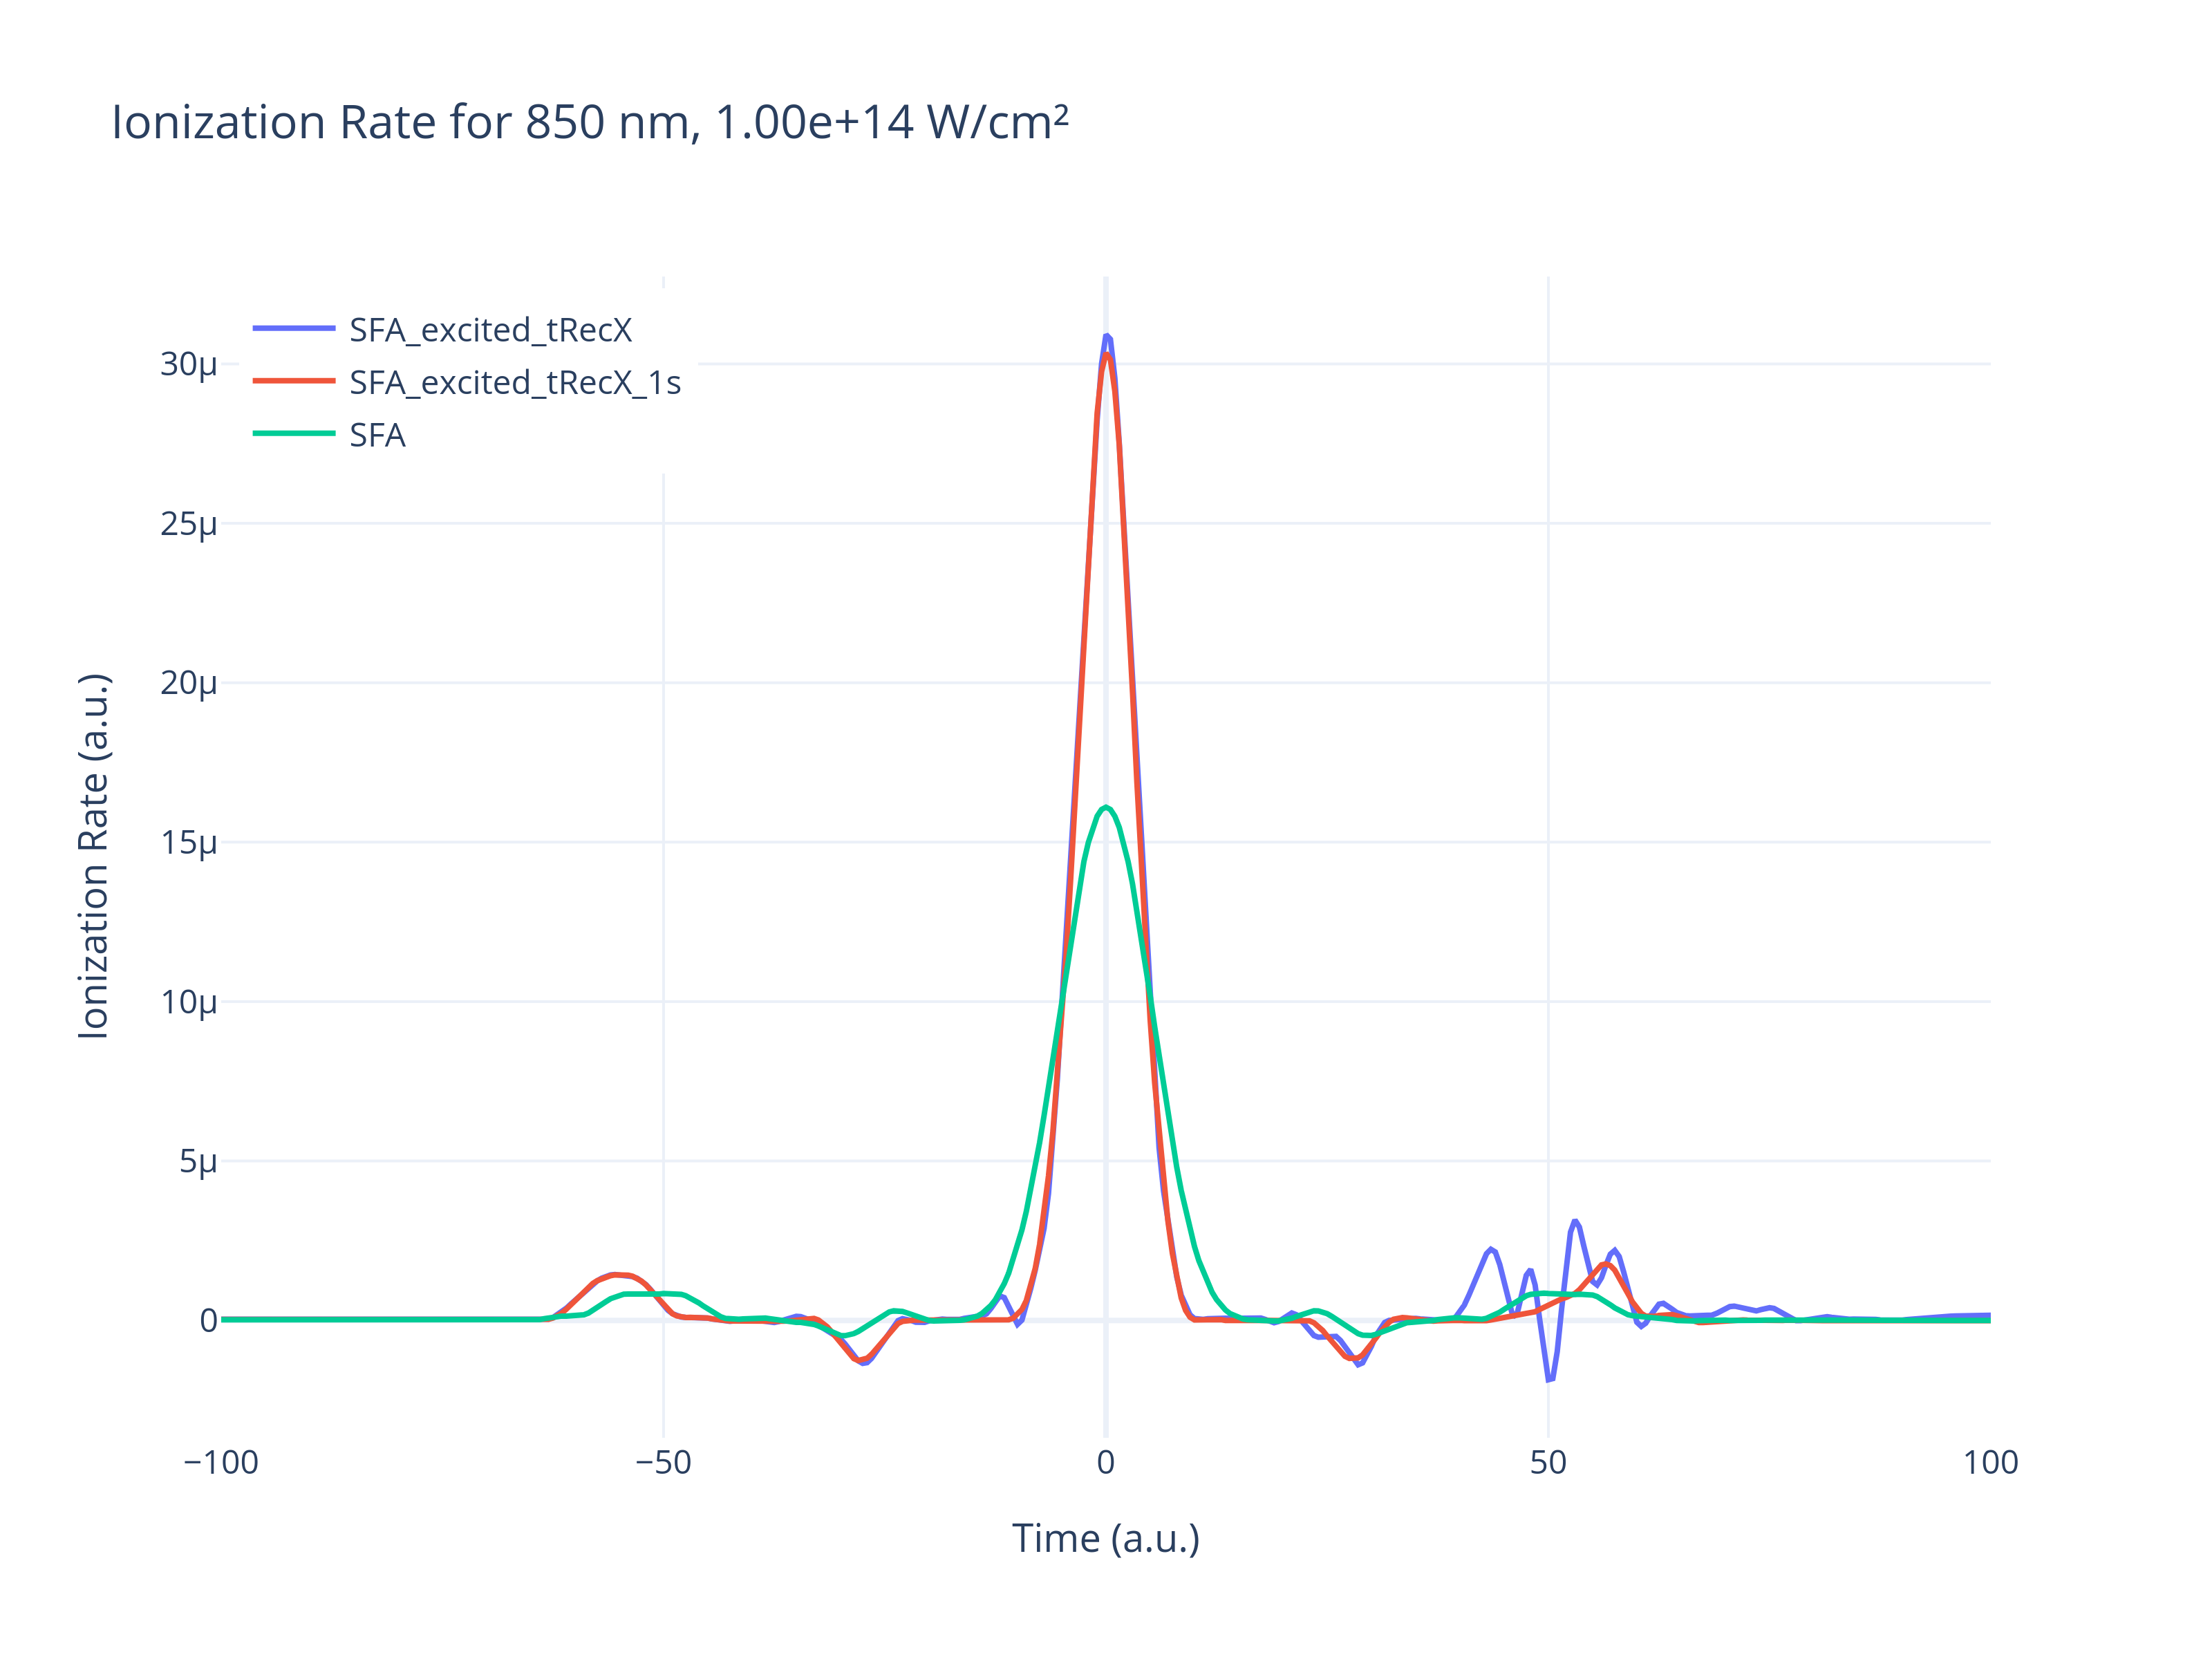 Ionization Rate for 850 nm, 1.00e+14 W/cm²
SFA_excited_tRecX
SFA_excited_tRecX_1s
SFA
30μ
25μ
20μ
15μ
10μ
5μ
0
Ionization Rate (a.u.)
−100
−50
0
50
100
Time (a.u.)